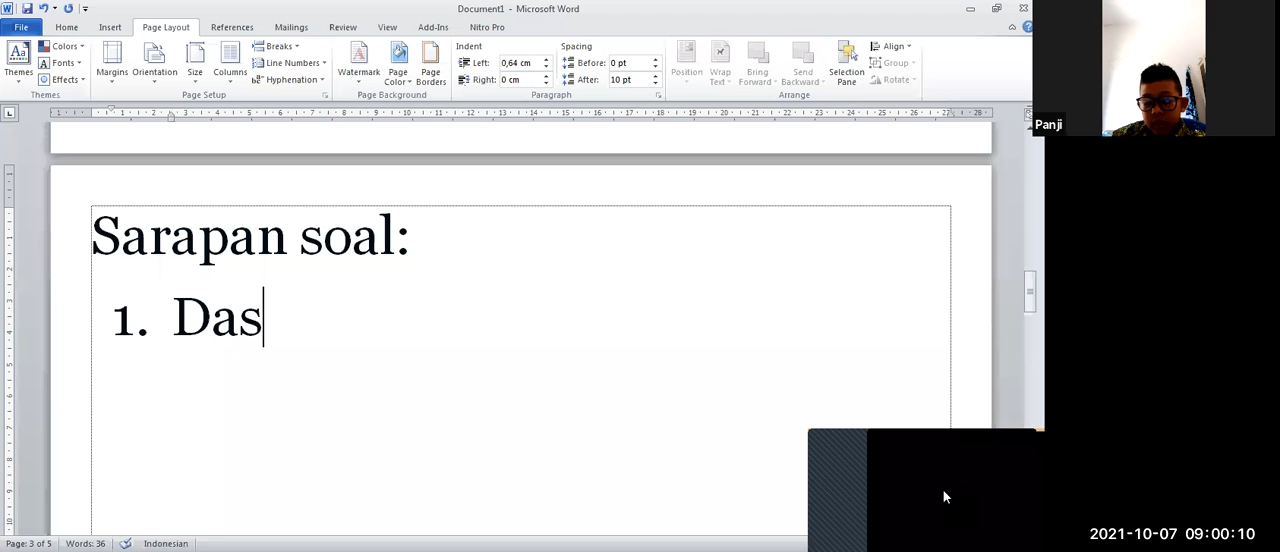 Document1 - Microsoft Word
File Home Insert Page Layout References Mailings Review View Add-Ins Nitro Pro
Themes
Colors
Fonts
Effects
Themes
Margins
Orientation
Size
Columns
Breaks
Line Numbers
Hyphenation
Page Setup
Watermark
Page Color
Page Borders
Page Background
Indent
Left: 0,64 cm
Right: 0 cm
Spacing
Before: 0 pt
After: 10 pt
Paragraph
Position
Wrap Text
Bring Forward
Send Backward
Selection Pane
Align
Group
Rotate
Arrange
Panji
Sarapan soal:
1. Das
Page: 3 of 5 Words: 36 Indonesian
2021-10-07 09:00:10